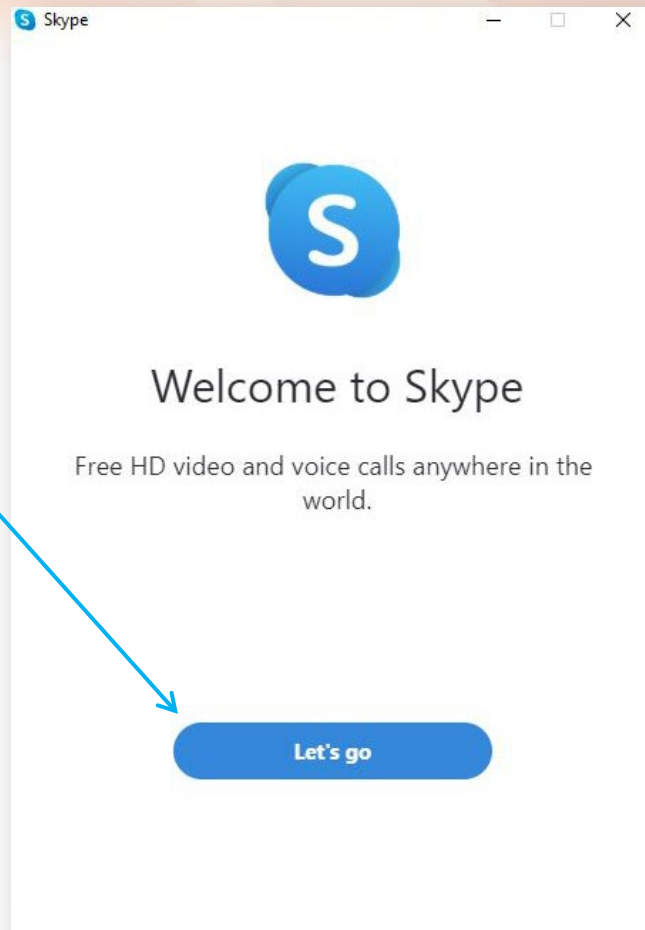 Skype
S
Welcome to Skype
Free HD video and voice calls anywhere in the
world.
Let's go